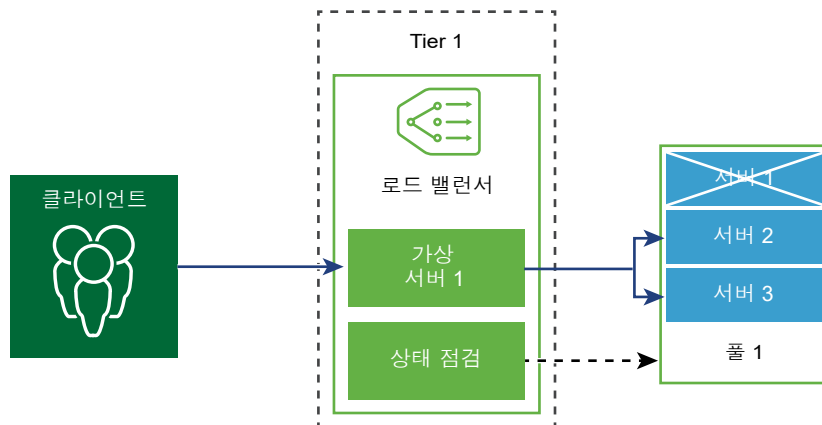 Tier 1
로드 밸런서
클라이언트
가상
서버 1
상태 점검
서버 1
서버 2
서버 3
풀 1